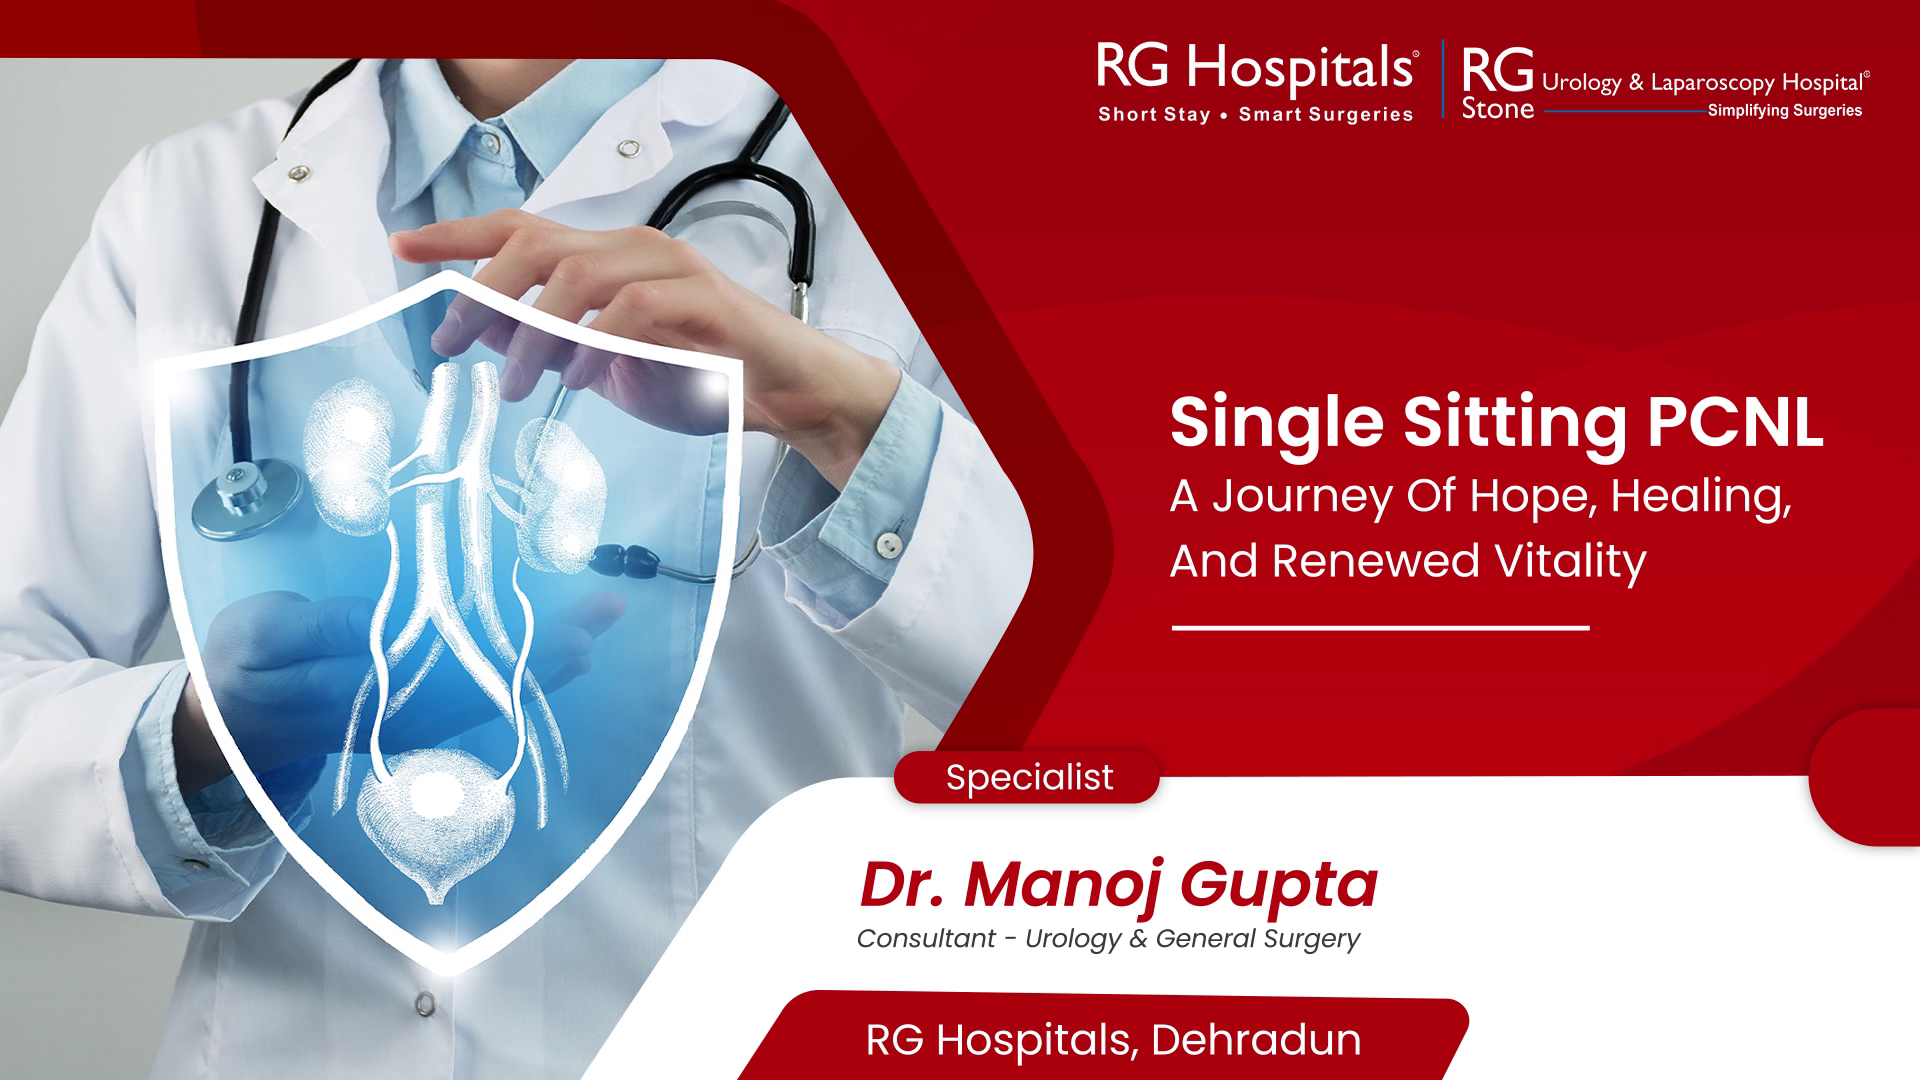 RG Hospitals®
Short Stay • Smart Surgeries
RG Stone
Urology & Laparoscopy Hospital®
Simplifying Surgeries
Single Sitting PCNL
A Journey Of Hope, Healing,
And Renewed Vitality
Specialist
Dr. Manoj Gupta
Consultant - Urology & General Surgery
RG Hospitals, Dehradun